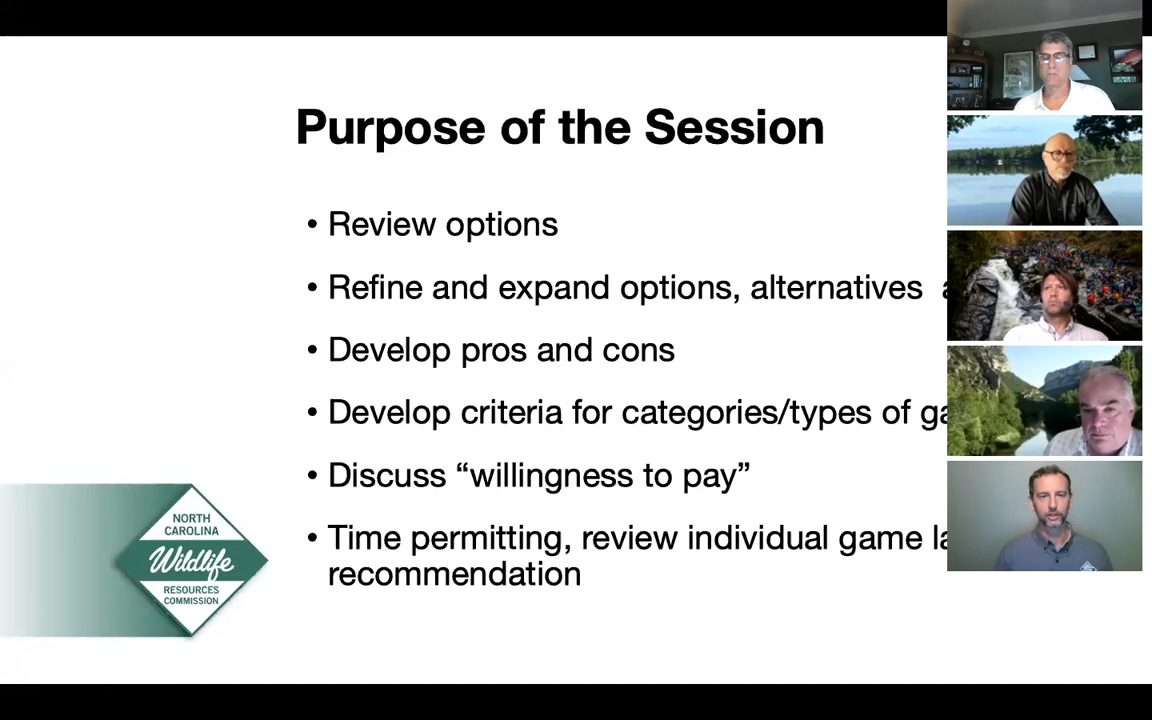 Purpose of the Session
• Review options
• Refine and expand options, alternatives
• Develop pros and cons
• Develop criteria for categories/types of
• Discuss “willingness to pay”
• Time permitting, review individual game
recommendation
NORTH
CAROLINA
Wildlife
RESOURCES
COMMISSION